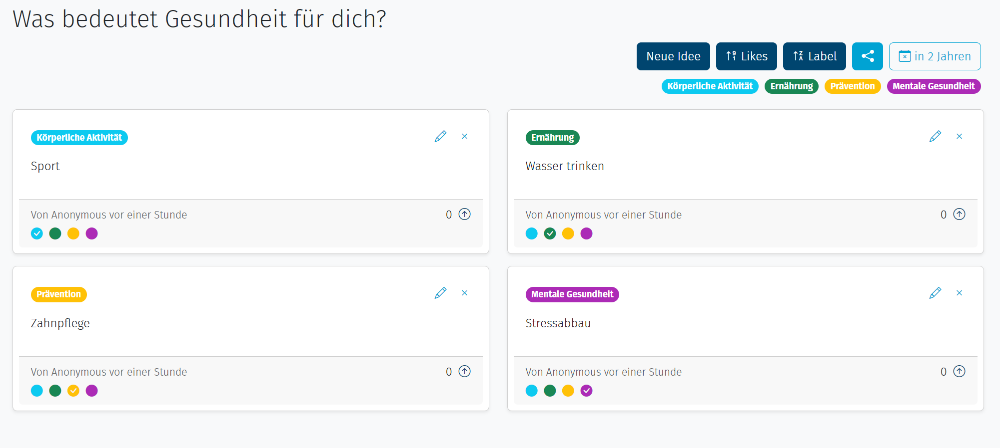 Was bedeutet Gesundheit für dich?
Neue Idee
Likes
Label
in 2 Jahren
Körperliche Aktivität
Ernährung
Prävention
Mentale Gesundheit
Körperliche Aktivität
Sport
Von Anonymous vor einer Stunde
0
Ernährung
Wasser trinken
Von Anonymous vor einer Stunde
0
Prävention
Zahnpflege
Von Anonymous vor einer Stunde
0
Mentale Gesundheit
Stressabbau
Von Anonymous vor einer Stunde
0